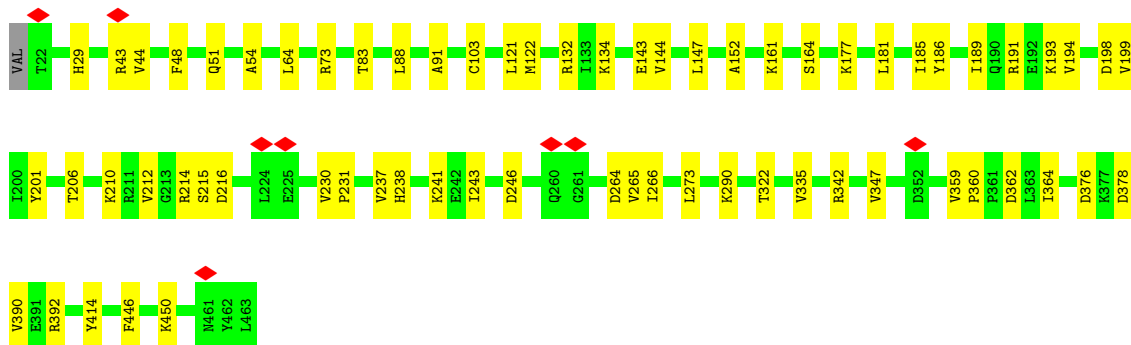 VAL T22 H29 R43 V44 F48 Q51 A54 L64 R73 T83 L88 A91 C103 L121 M122 R132 I133 K134 E143 V144 L147 A152 K161 S164 K177 L181 I185 Y186 I189 Q190 R191 E192 K193 V194 D198 V199
I200 Y201 T206 K210 R211 V212 G213 R214 S215 D216 L224 E225 V230 P231 V237 H238 K241 E242 I243 D246 Q260 G261 D264 V265 I266 L273 K290 T322 V335 R342 V347 D352 V359 P360 P361 D362 L363 I364 D376 K377 D378
V390 E391 R392 Y414 F446 K450 N461 Y462 L463